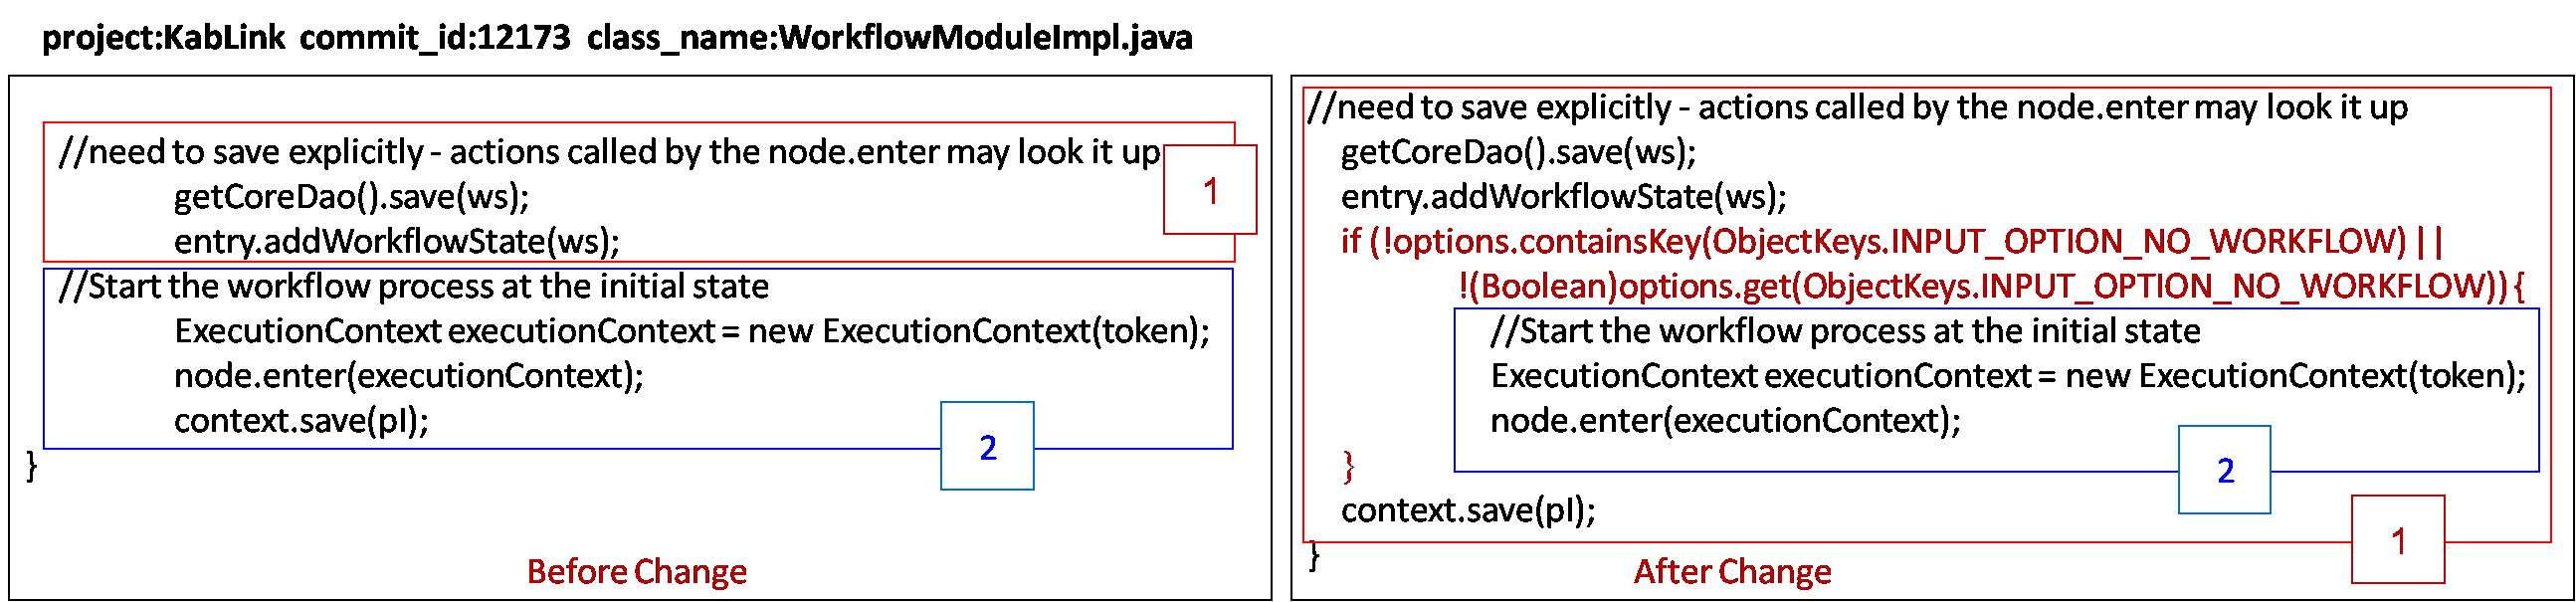 project:KabLink commit_id:12173 class_name:WorkflowModuleImpl.java
//need to save explicitly - actions called by the node.enter may look it up
getCoreDao().save(ws);
entry.addWorkflowState(ws);
1
//Start the workflow process at the initial state
ExecutionContext executionContext = new ExecutionContext(token);
node.enter(executionContext);
context.save(pI);
2
}
Before Change
//need to save explicitly - actions called by the node.enter may look it up
getCoreDao().save(ws);
entry.addWorkflowState(ws);
if (!options.containsKey(ObjectKeys.INPUT_OPTION_NO_WORKFLOW) ||
!(Boolean)options.get(ObjectKeys.INPUT_OPTION_NO_WORKFLOW)) {
//Start the workflow process at the initial state
ExecutionContext executionContext = new ExecutionContext(token);
node.enter(executionContext);
}
2
context.save(pI);
1
}
After Change